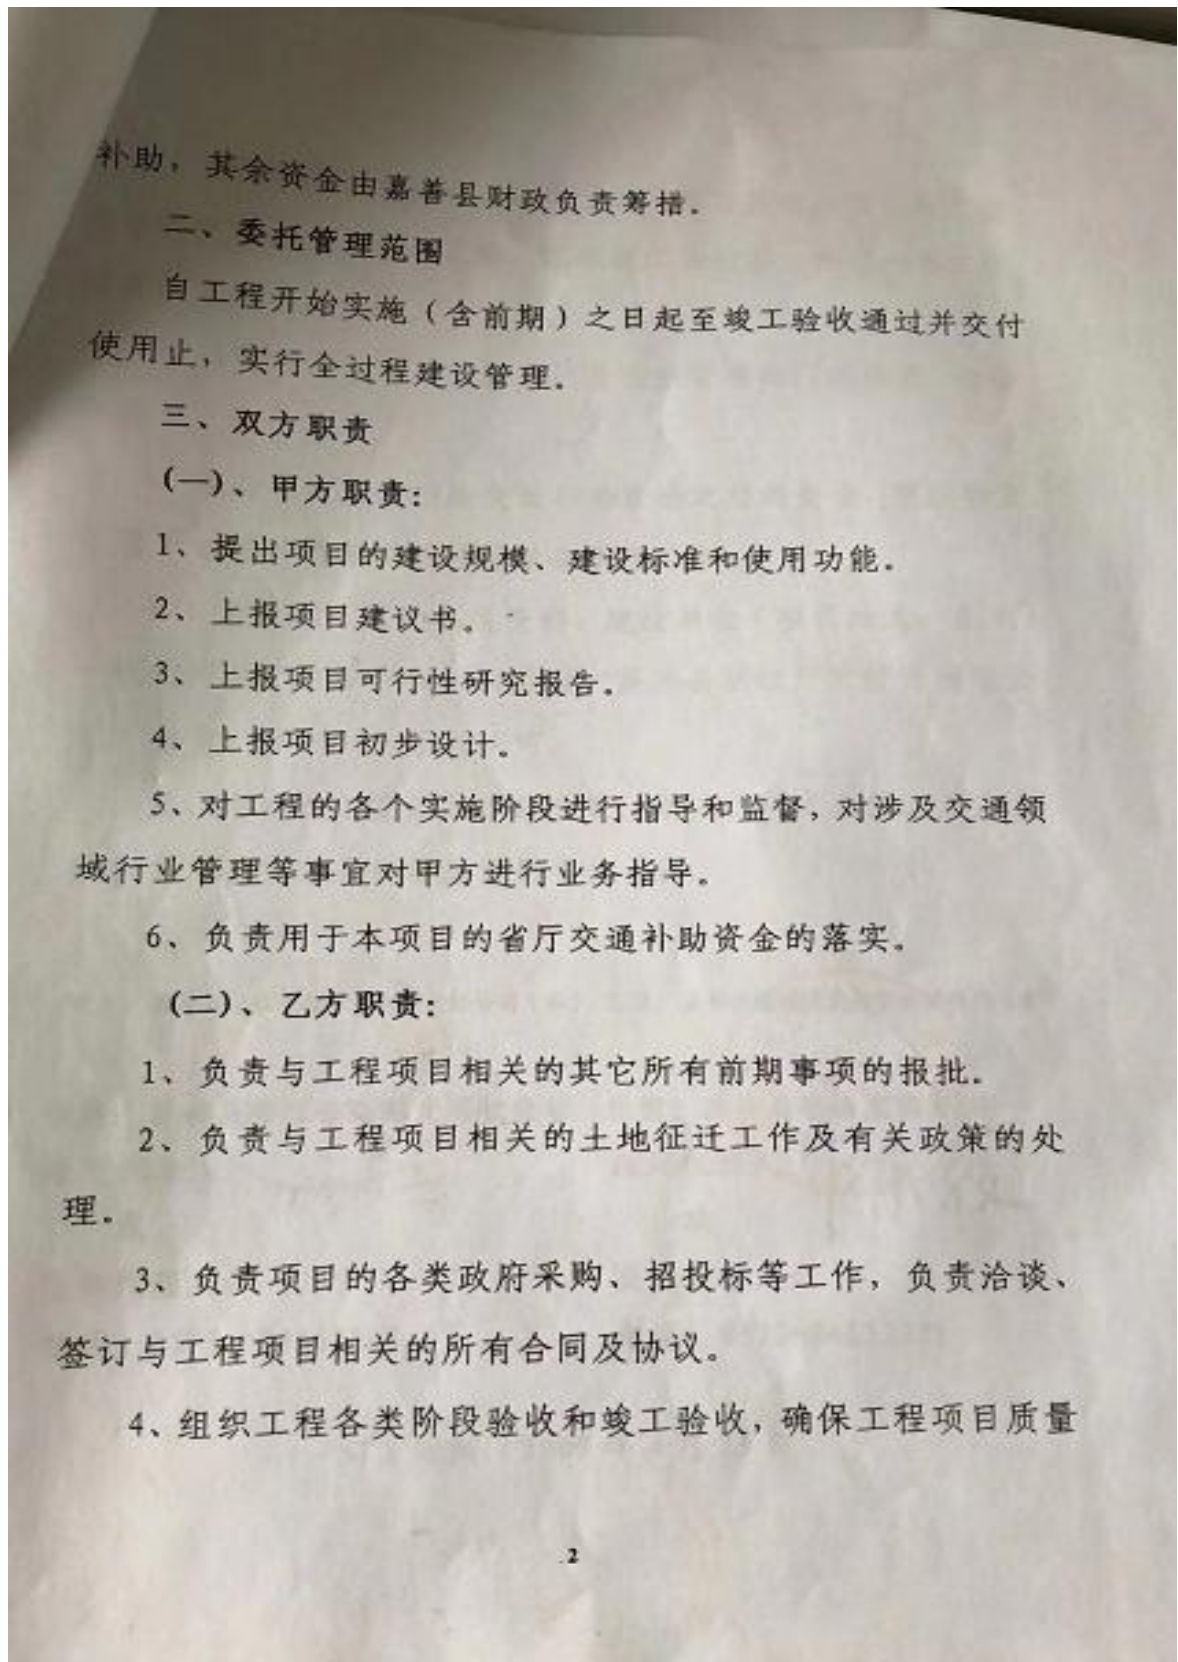 补助，其余资金由嘉善县财政负责筹措。
二、委托管理范围
自工程开始实施（含前期）之日起至竣工验收通过并交付
使用止，实行全过程建设管理。
三、双方职责
(一)、甲方职责:
1、提出项目的建设规模、建设标准和使用功能。
2、上报项目建议书。
3、上报项目可行性研究报告。
4、上报项目初步设计。
5、对工程的各个实施阶段进行指导和监督，对涉及交通领
域行业管理等事宜对甲方进行业务指导。
6、负责用于本项目的省厅交通补助资金的落实。
(二)、乙方职责:
1、负责与工程项目相关的其它所有前期事项的报批。
2、负责与工程项目相关的土地征迁工作及有关政策的处
理。
3、负责项目的各类政府采购、招投标等工作，负责洽谈、
签订与工程项目相关的所有合同及协议。
4、组织工程各类阶段验收和竣工验收，确保工程项目质量
2